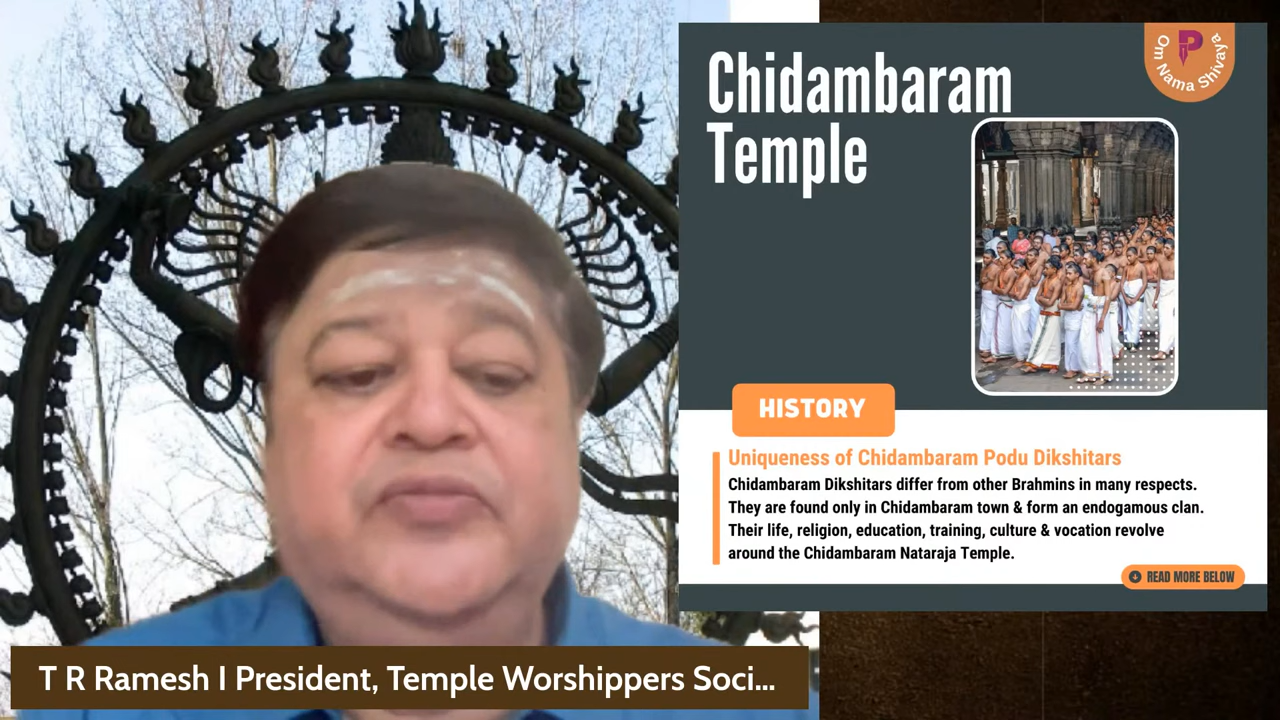 Om Nama Shivaya
Chidambaram
Temple
HISTORY
Uniqueness of Chidambaram Podu Dikshitars
Chidambaram Dikshitars differ from other Brahmins in many respects.
They are found only in Chidambaram town & form an endogamous clan.
Their life, religion, education, training, culture & vocation revolve
around the Chidambaram Nataraja Temple.
READ MORE BELOW
T R Ramesh I President, Temple Worshippers Soci...